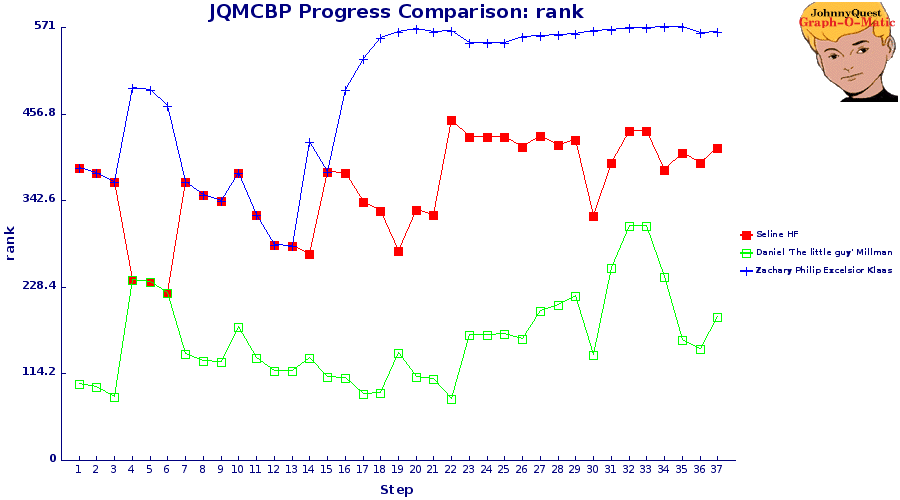 JQMCBP Progress Comparison: rank
JohnnyQuest
Graph-O-Matic
571
456.8
342.6
228.4
114.2
0
rank
1 2 3 4 5 6 7 8 9 10 11 12 13 14 15 16 17 18 19 20 21 22 23 24 25 26 27 28 29 30 31 32 33 34 35 36 37
Step
Seline HF
Daniel 'The little guy' Millman
Zachary Philip Excelsior Klaas